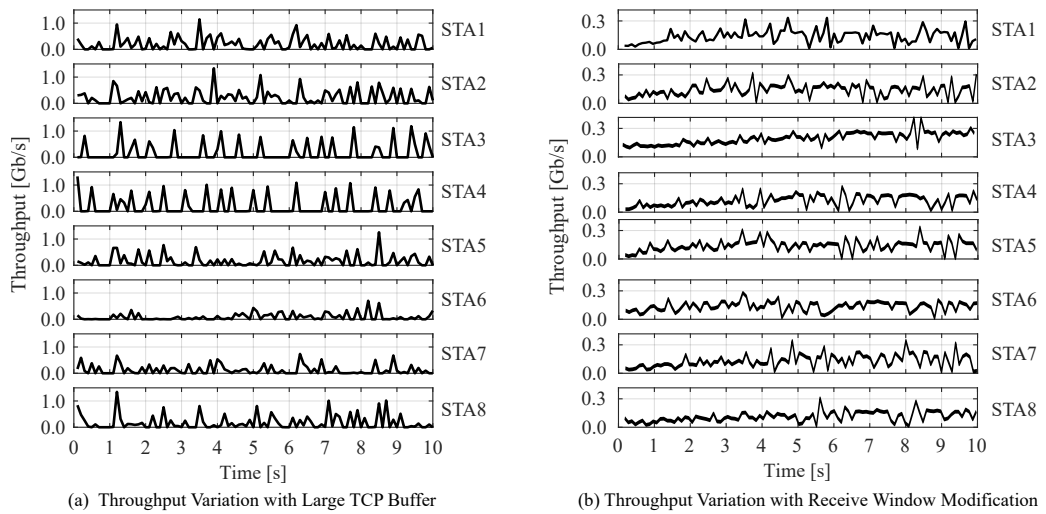 1.0
0.0
STA1
1.0
0.0
STA2
1.0
0.0
STA3
1.0
0.0
STA4
1.0
0.0
STA5
1.0
0.0
STA6
1.0
0.0
STA7
1.0
0.0
STA8
Throughput [Gb/s]
0 1 2 3 4 5 6 7 8 9 10
Time [s]
(a) Throughput Variation with Large TCP Buffer
0.3
0.0
STA1
0.3
0.0
STA2
0.3
0.0
STA3
0.3
0.0
STA4
0.3
0.0
STA5
0.3
0.0
STA6
0.3
0.0
STA7
0.3
0.0
STA8
Throughput [Gb/s]
0 1 2 3 4 5 6 7 8 9 10
Time [s]
(b) Throughput Variation with Receive Window Modification